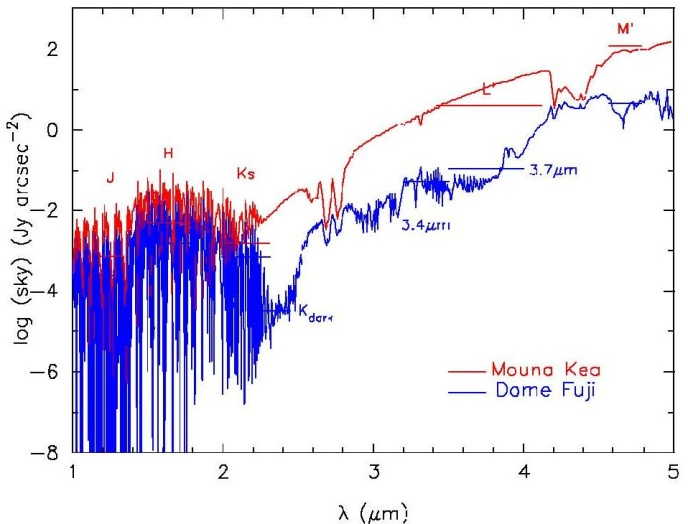 M'
2
L'
H
0
J
Ks
3.7μm
log (sky) (Jy arcsec⁻²)
-2
3.4μm
-4
Kdark
-6
Mouna Kea
Dome Fuji
-8
1 2 3 4 5
λ (μm)